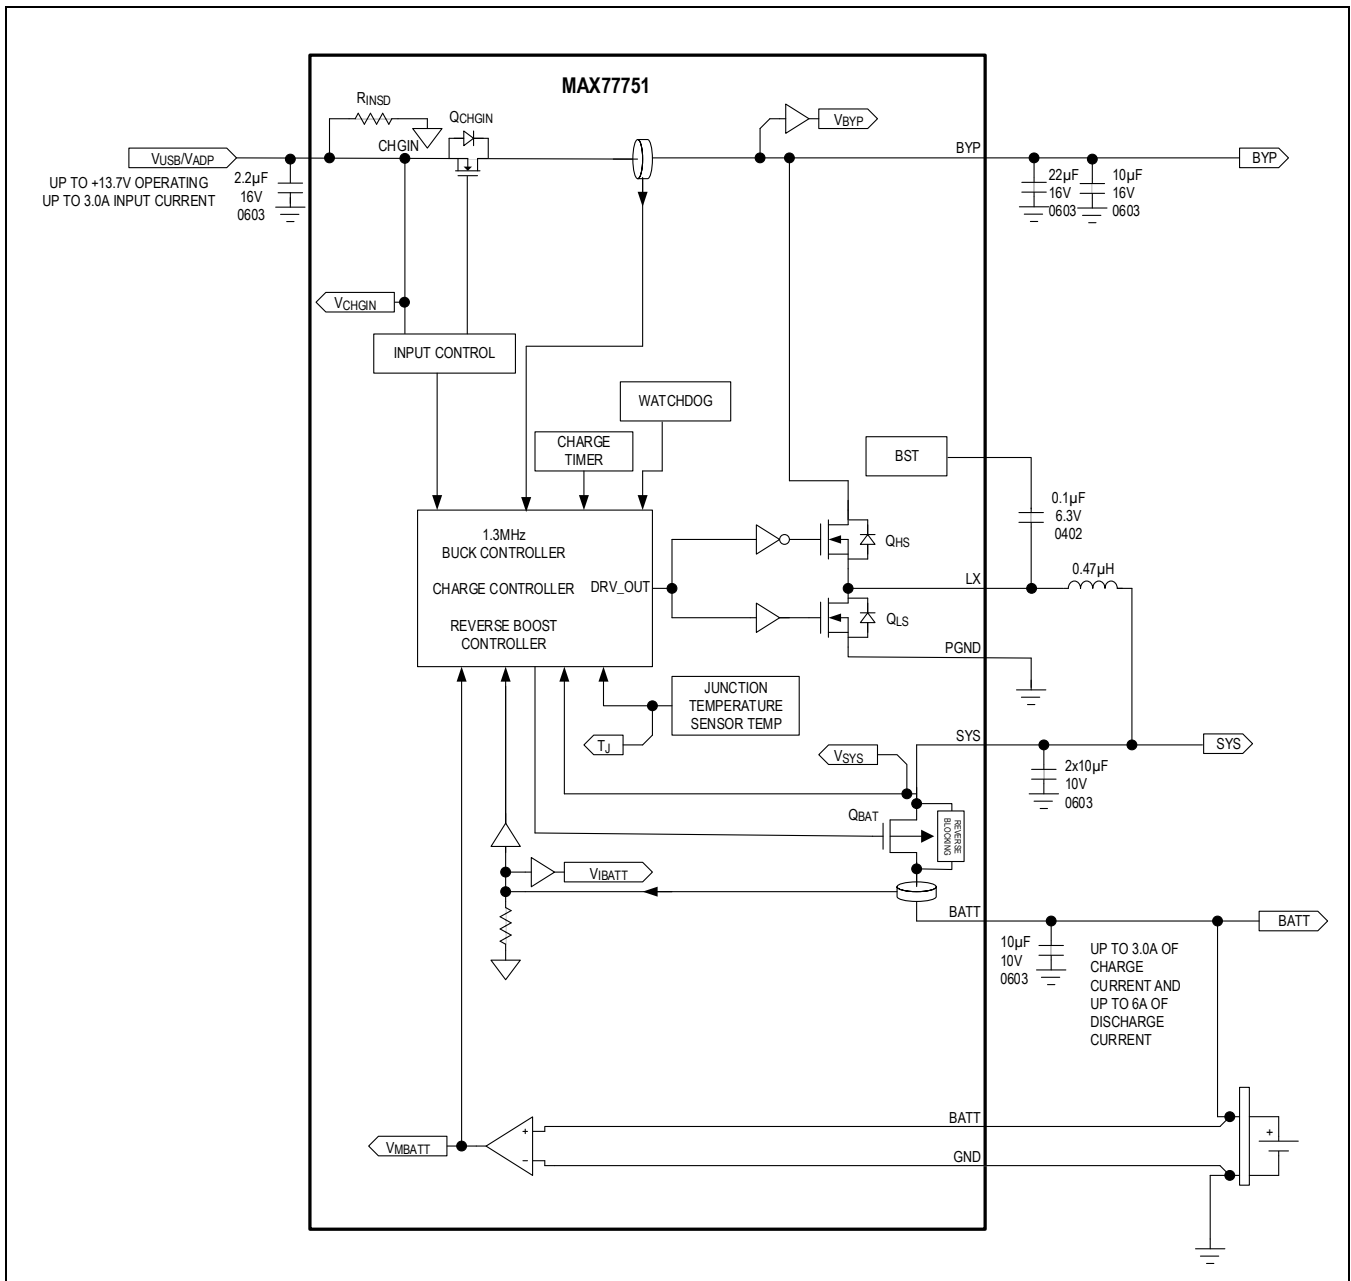 MAX77751
RINSD
QCHGIN
CHGIN
VBYP
BYP
BYP
VUSB/VADP
UP TO +13.7V OPERATING
UP TO 3.0A INPUT CURRENT
2.2µF
16V
0603
22µF
16V
0603
10µF
16V
0603
VCHGIN
INPUT CONTROL
WATCHDOG
CHARGE
TIMER
BST
0.1µF
6.3V
0402
1.3MHz
BUCK CONTROLLER
CHARGE CONTROLLER
REVERSE BOOST
CONTROLLER
DRV_OUT
QHS
LX
0.47µH
QLS
PGND
JUNCTION
TEMPERATURE
SENSOR TEMP
TJ
VSYS
SYS
SYS
2x10µF
10V
0603
QBAT
REVERSE
BLOCKING
VIBATT
BATT
BATT
10µF
10V
0603
UP TO 3.0A OF
CHARGE
CURRENT AND
UP TO 6A OF
DISCHARGE
CURRENT
BATT
VMBATT
+
−
GND
+